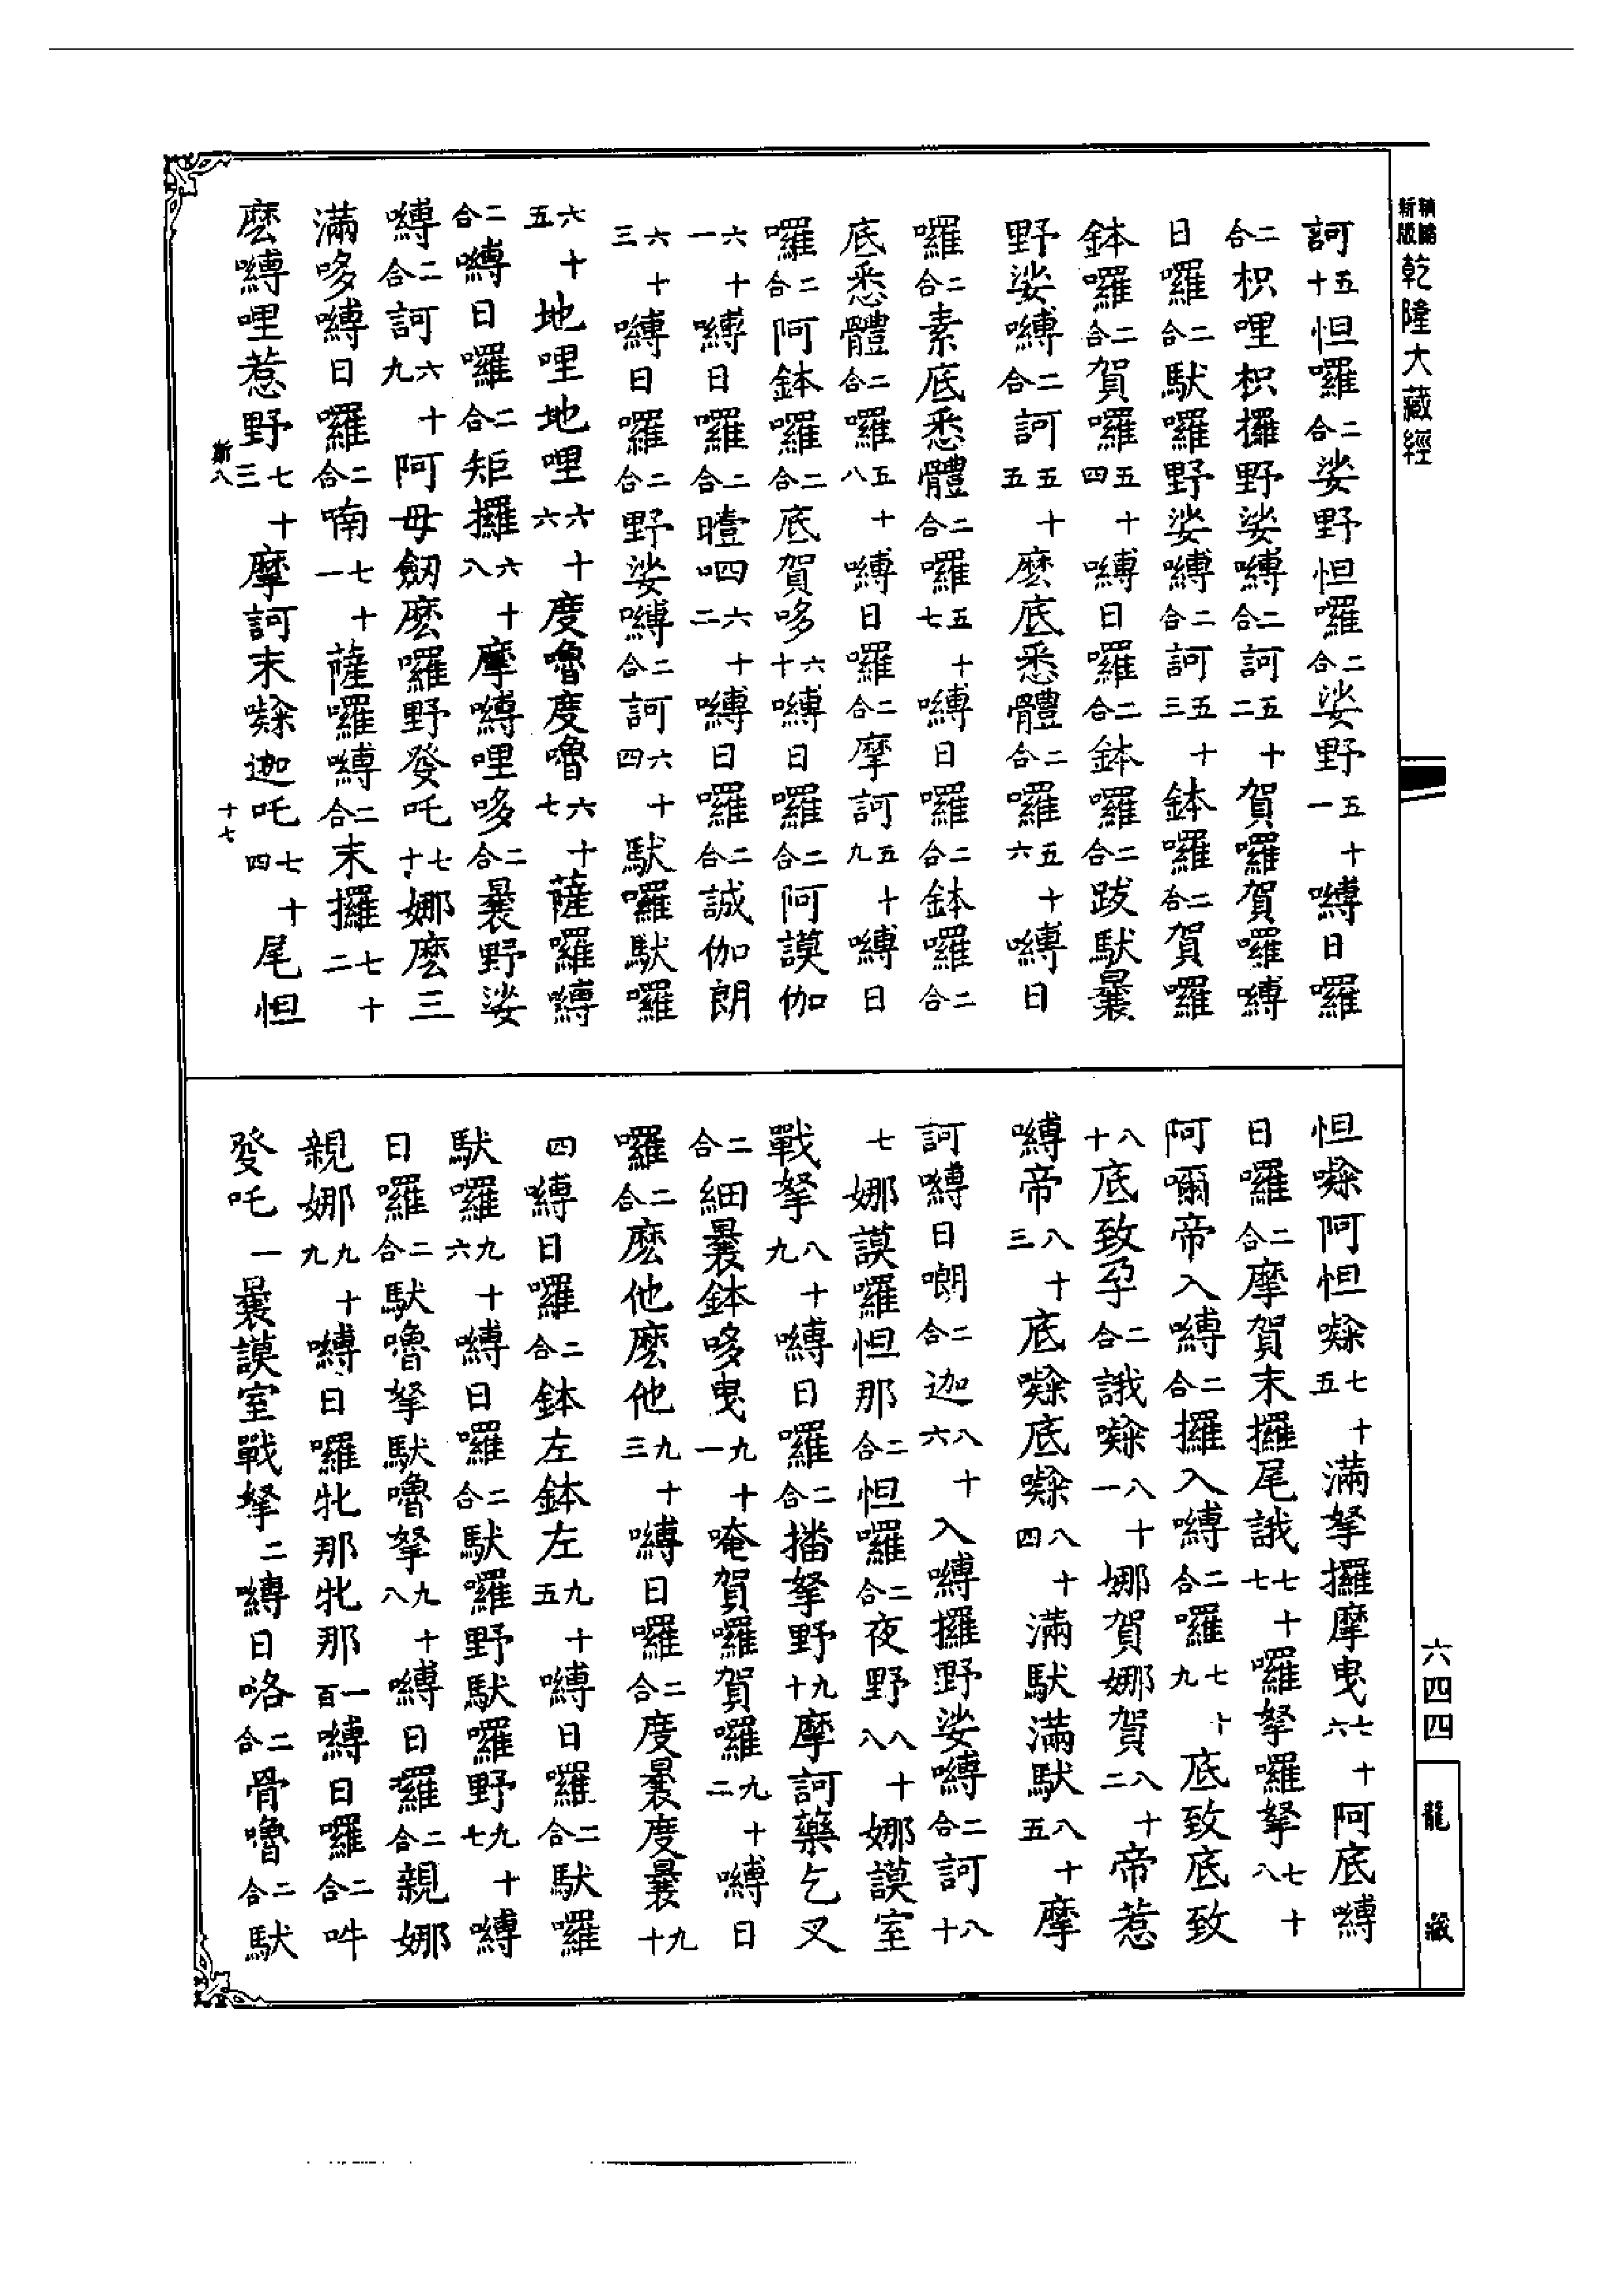 新版 精縮 乾隆大藏經
訶五十怛囉二合娑野怛囉二合娑野五十一嚩日囉
二合枳哩枳攞野娑嚩二合訶五十二賀囉賀囉嚩
日囉二合馱囉野娑嚩二合訶五十三鉢囉二合賀囉
鉢囉二合賀囉五十四嚩日囉二合鉢囉二合跋馱曩
野娑嚩二合訶五十五麽底悉體二合囉五十六嚩日
囉二合素底悉體二合囉五十七嚩日囉二合鉢囉二合
底悉體二合囉五十八嚩日囉二合摩訶五十九嚩日
囉二合阿鉢囉二合底賀哆六十嚩日囉二合阿謨伽
六十一嚩日囉二合曀呬六十二嚩日囉二合誠伽朗
六十三嚩日囉二合野娑嚩二合訶六十四馱囉馱囉
六十五地哩地哩六十六度嚕度嚕六十七薩囉嚩
二合嚩日囉二合矩攞六十八摩嚩哩哆二合曩野娑
嚩二合訶六十九阿毋劒麽囉野發吒七十娜麽三
滿哆嚩日囉二合喃七十一薩囉嚩二合末攞七十二
麽嚩哩惹野七十三摩訶末㘑迦吒七十四尾怛
斯八 十七
怛㘑阿怛㘑七十五滿拏攞摩曳七十六阿底嚩
日囉二合摩賀末攞尾誐七十七囉拏囉拏七十八
阿嚩帝入嚩二合攞入嚩二合囉七十九底致底致
八十底致孕二合誐㘑八十一娜賀娜賀八十二帝惹
嚩帝八十三底㘑底㘑八十四滿馱滿馱八十五摩
訶嚩日㘓二合迦八十六入嚩攞野娑嚩二合訶八十
七娜謨囉怛那二合怛囉二合夜野八十八娜謨室
戰拏八十九嚩日囉二合播拏野九十摩訶藥乞叉
二合細曩鉢哆曳九十一唵賀囉賀囉九十二嚩日
囉二合麽他麽他九十三嚩日囉二合度曩度曩九十
四嚩日囉二合鉢左鉢左九十五嚩日囉二合馱囉
馱囉九十六嚩日囉二合馱囉野馱囉野九十七嚩
日囉二合馱嚕拏馱嚕拏九十八嚩日囉二合親娜
親娜九十九嚩日囉牝那牝那一百嚩日囉二合吽
發吒一曩謨室戰拏二嚩日咯二合骨嚕二合馱
六四四
龍藏